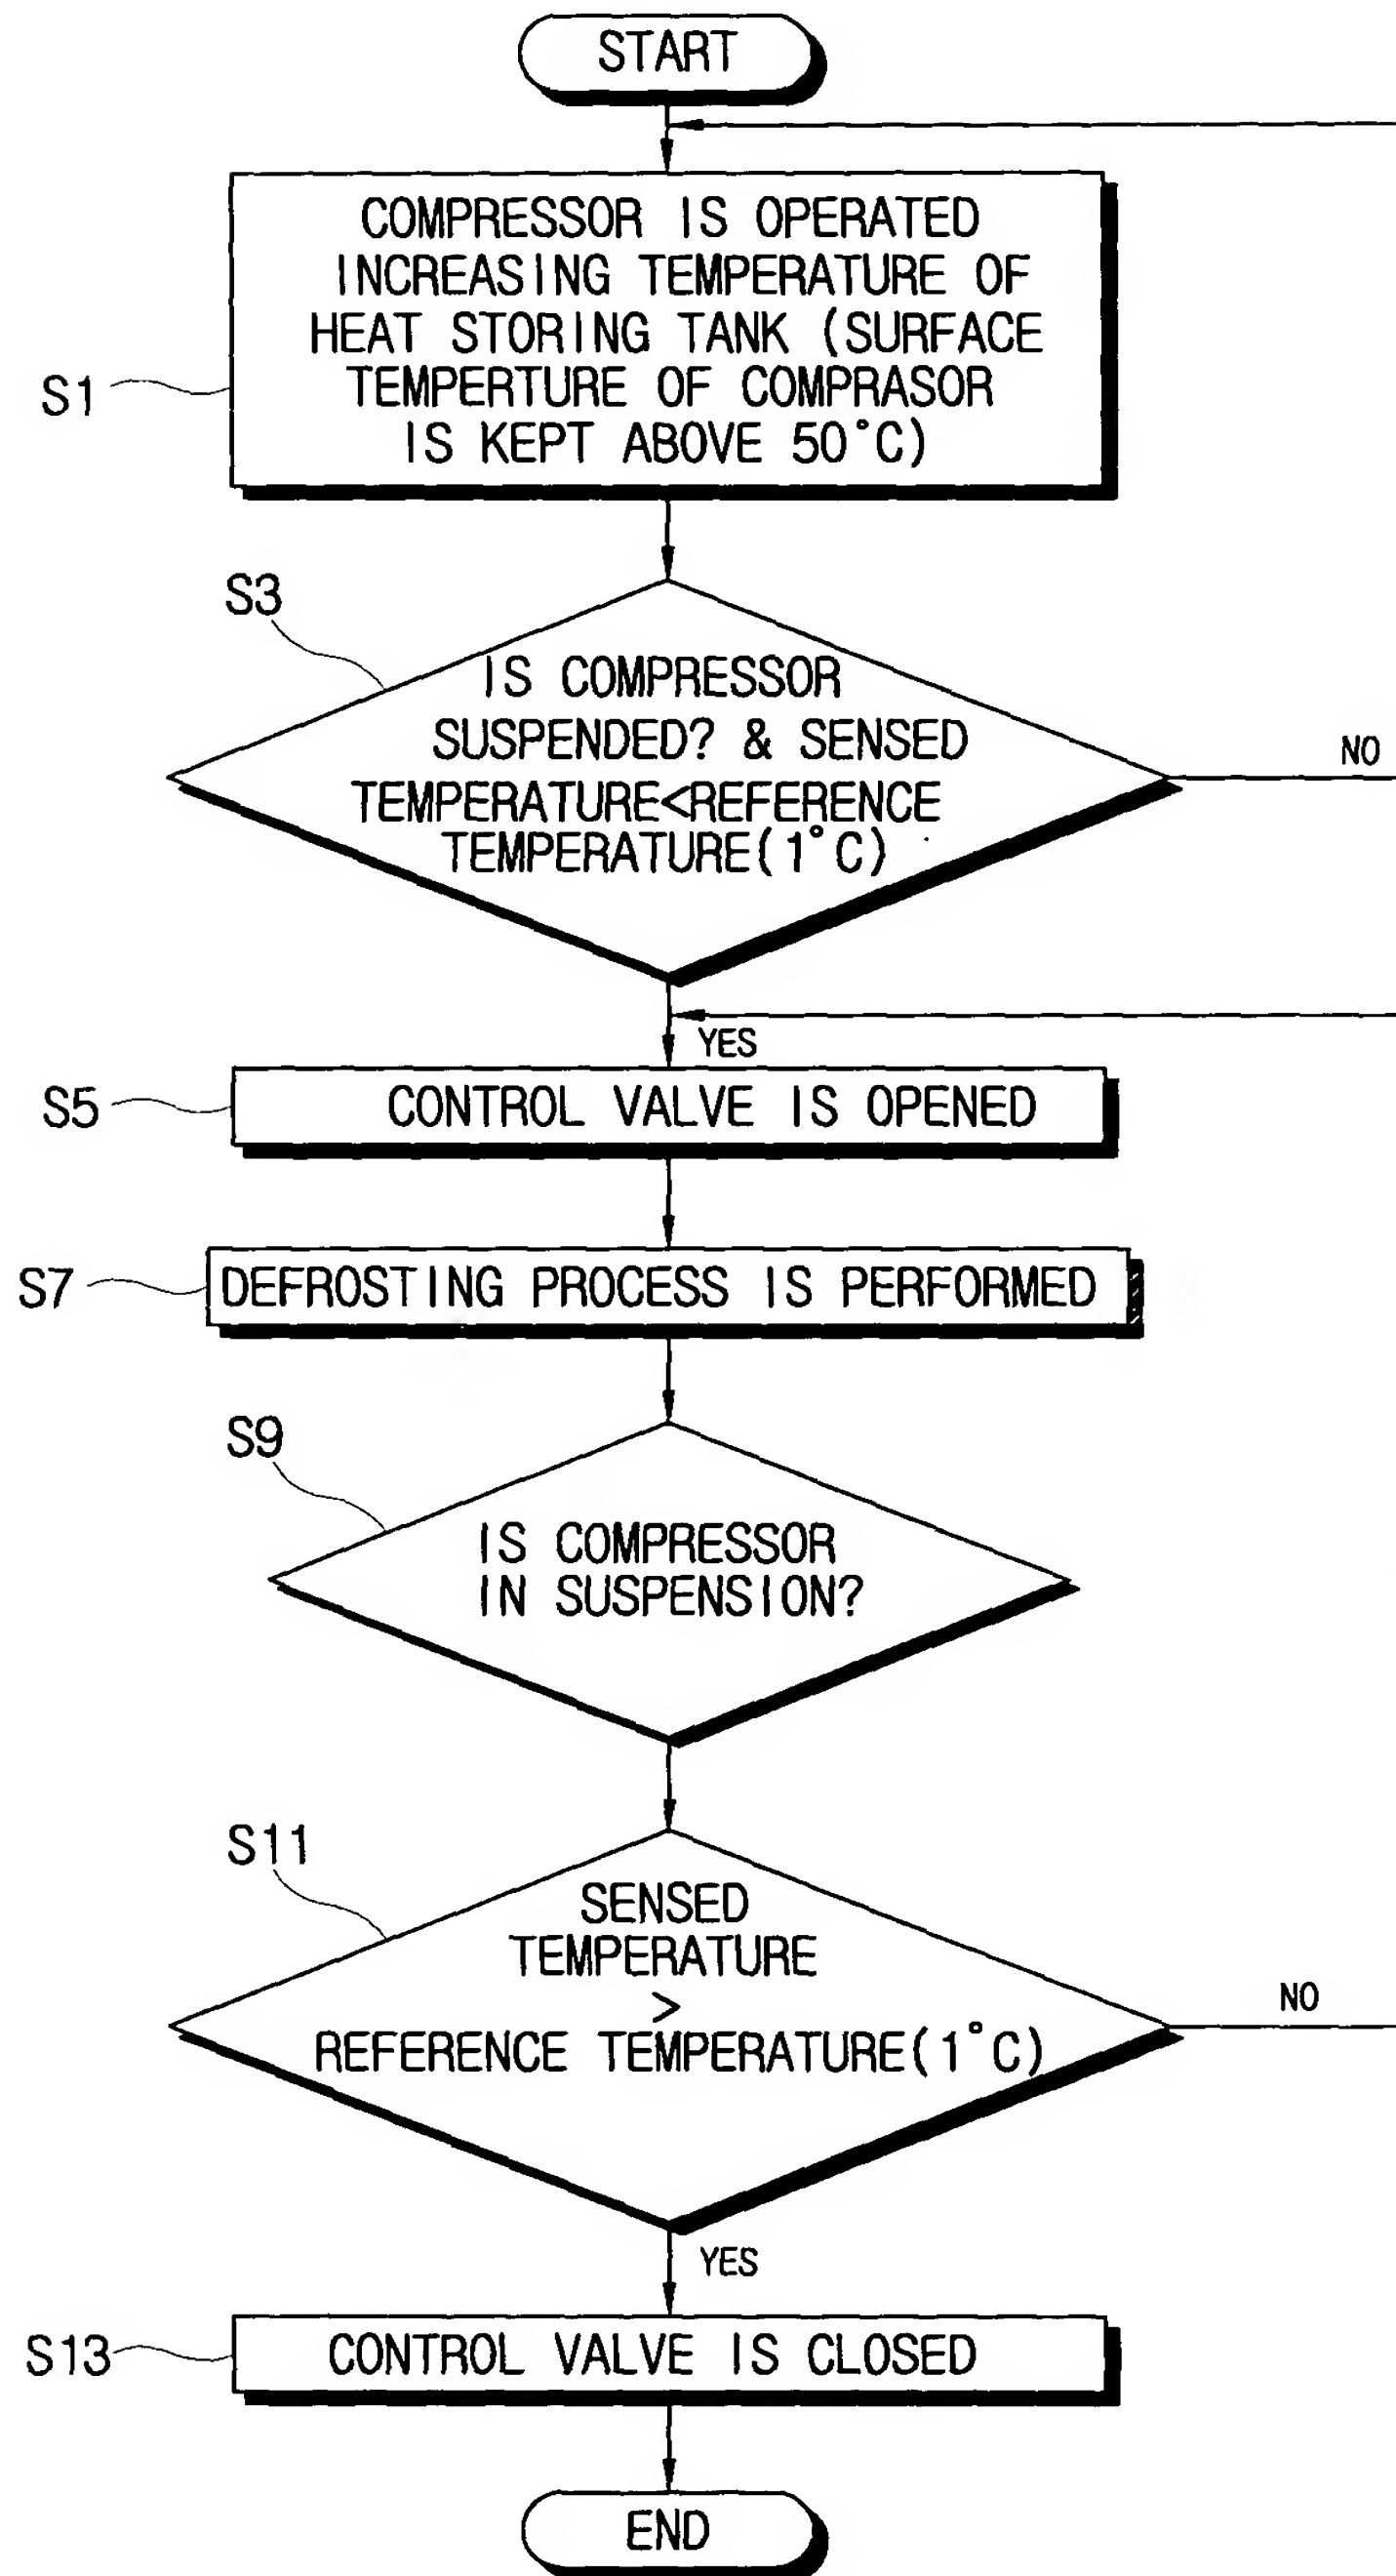 START
COMPRESSOR IS OPERATED
INCREASING TEMPERATURE OF
HEAT STORING TANK (SURFACE
TEMPERTURE OF COMPRASOR
IS KEPT ABOVE 50°C)
S1
S3
IS COMPRESSOR
SUSPENDED? & SENSED
TEMPERATURE<REFERENCE
TEMPERATURE(1°C)
NO
YES
S5
CONTROL VALVE IS OPENED
S7
DEFROSTING PROCESS IS PERFORMED
S9
IS COMPRESSOR
IN SUSPENSION?
S11
SENSED
TEMPERATURE
>
REFERENCE TEMPERATURE(1°C)
NO
YES
S13
CONTROL VALVE IS CLOSED
END